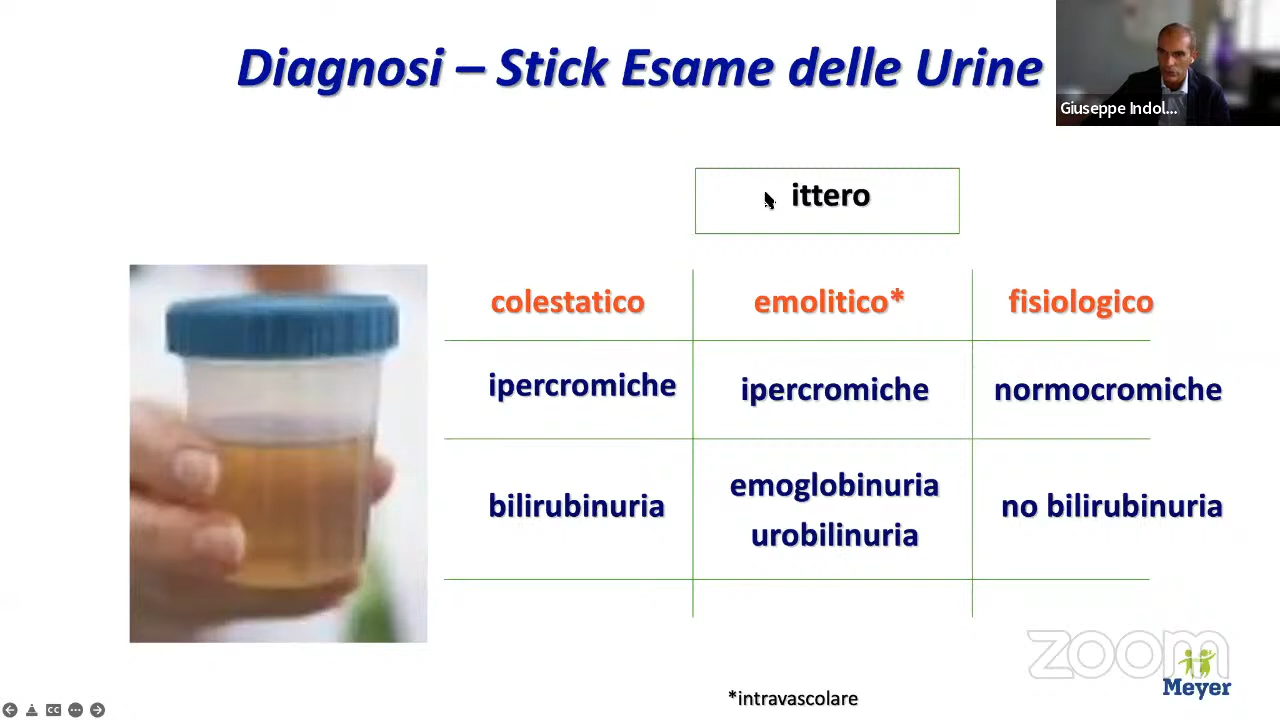 Diagnosi – Stick Esame delle Urine
Giuseppe Indol...
ittero
colestatico emolitico* fisiologico
ipercromiche ipercromiche normocromiche
bilirubinuria emoglobinuria urobilinuria no bilirubinuria
zoom
Meyer
*intravascolare
CC